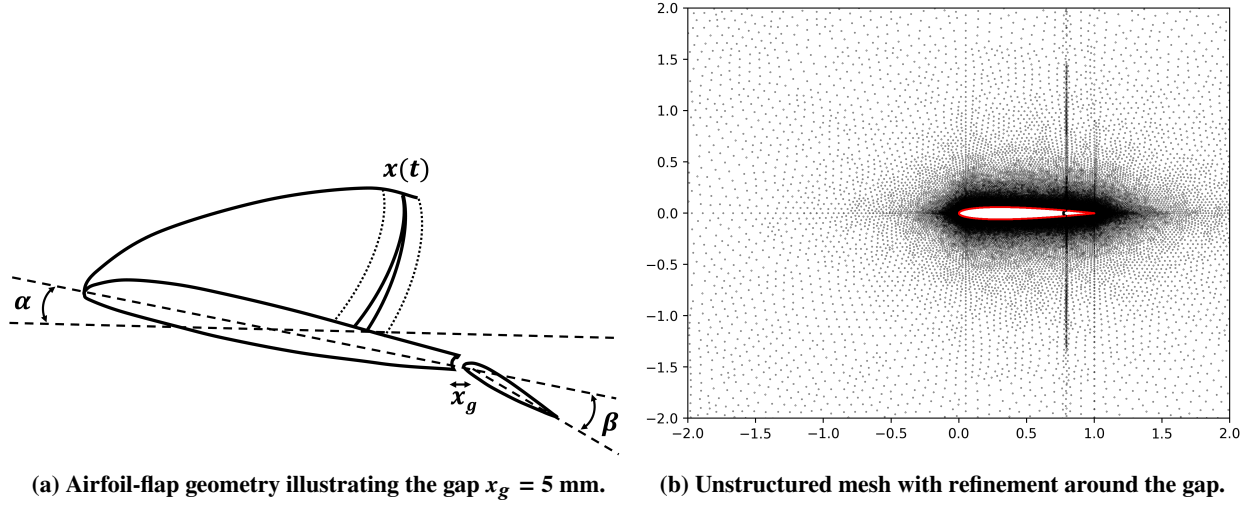 x(t)
α
x_g
β
(a) Airfoil-flap geometry illustrating the gap x_g = 5 mm.
2.0
1.5
1.0
0.5
0.0
−0.5
−1.0
−1.5
−2.0
−2.0 −1.5 −1.0 −0.5 0.0 0.5 1.0 1.5 2.0
(b) Unstructured mesh with refinement around the gap.